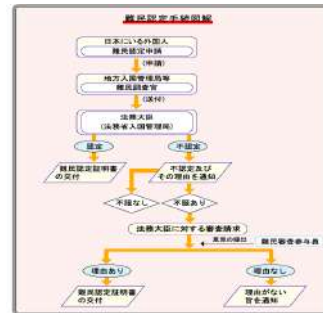 難民認定手続図解
日本にいる外国人
難民認定申請
(申請)
地方入国管理局等
難民調査官
(送付)
法務大臣
(法務省入国管理局)
認定
不認定
難民認定証明書
の交付
不認定及び
その理由を通知
不服なし
不服あり
法務大臣に対する審査請求
意見の提出
難民審査参与員
理由あり
理由なし
難民認定証明書
の交付
理由がない
旨を通知